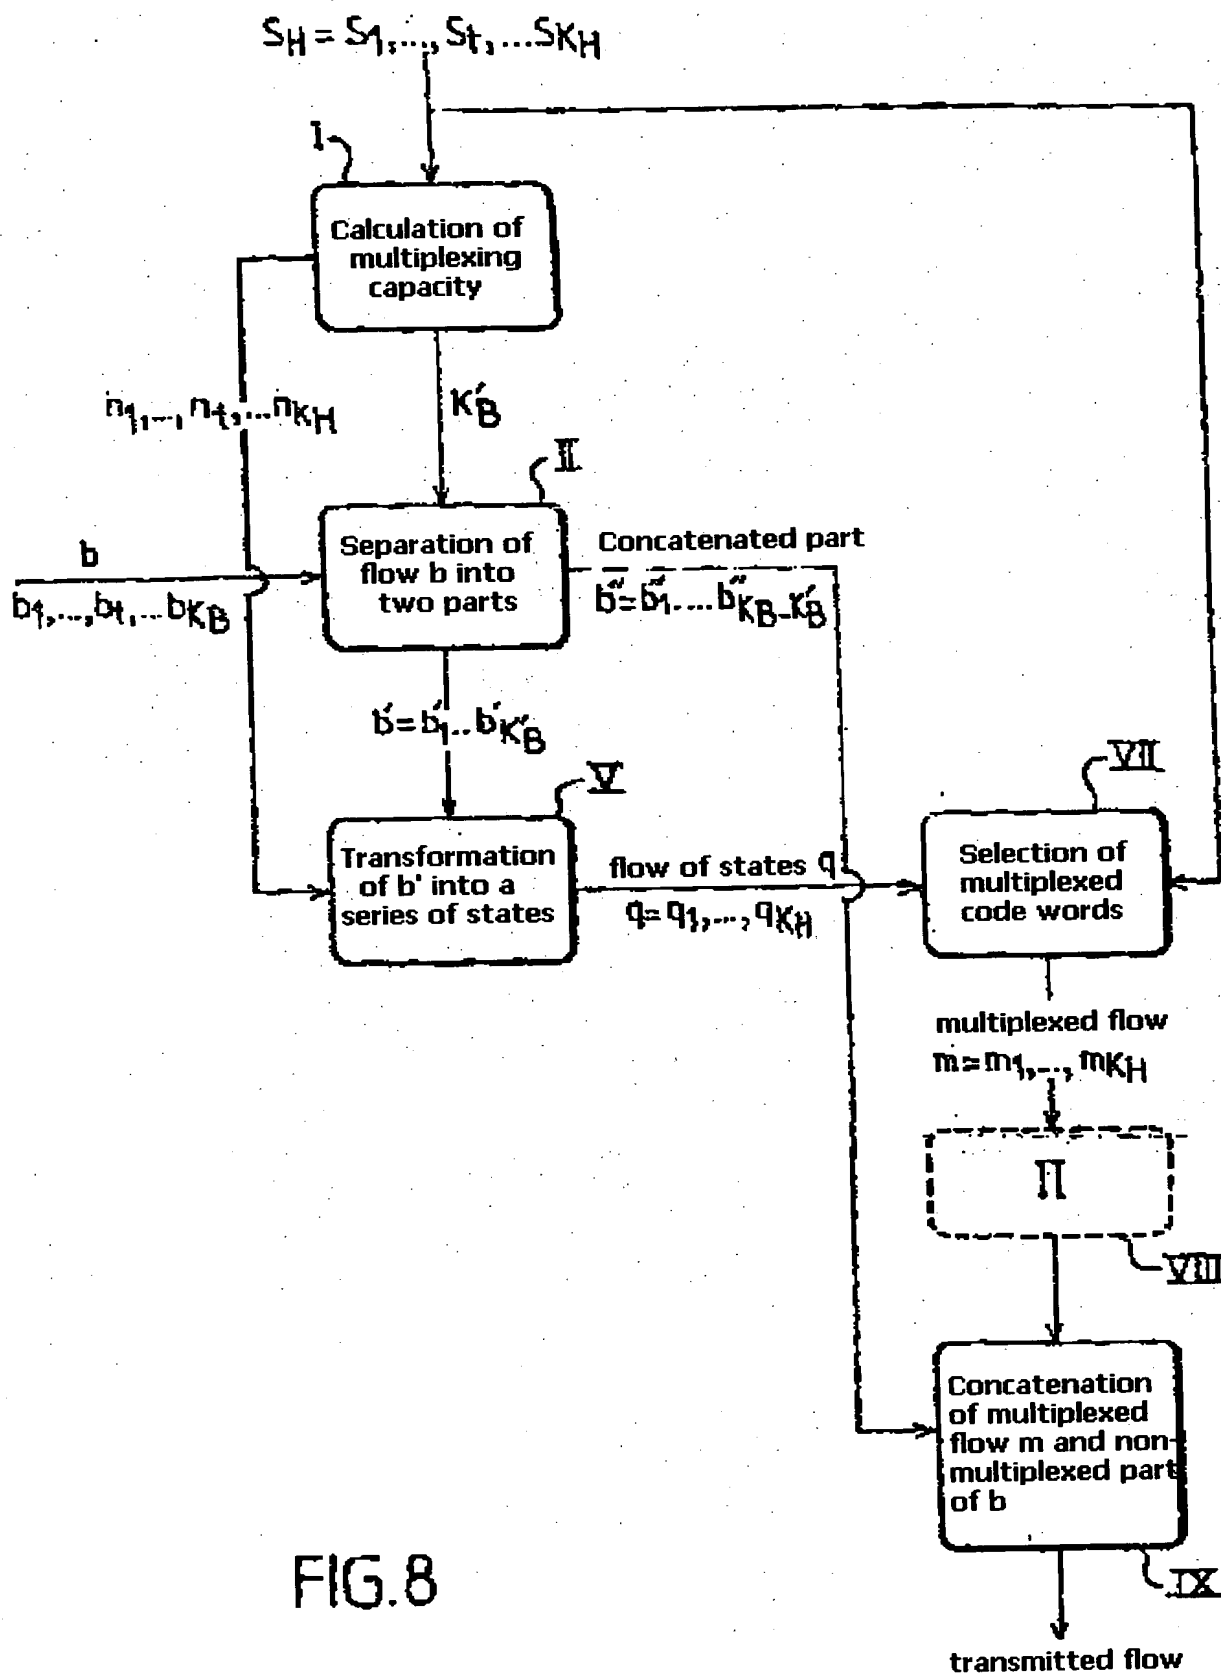 S_H = S_1,..., S_t,...S_K_H
I
Calculation of
multiplexing
capacity
n_1,..., n_t,...n_K_H
K'_B
II
b
Separation of
flow b into
two parts
Concatenated part
b_1,...,b_t,...b_K_B
b''=b''_1....b''_K_B-K'_B
b'=b'_1..b'_K'_B
V
VII
Transformation
of b' into a
series of states
flow of states q
q=q_1,..., q_K_H
Selection of
multiplexed
code words
multiplexed flow
m=m_1,..., m_K_H
Π
VIII
Concatenation
of multiplexed
flow m and non-
multiplexed part
of b
IX
FIG.8
transmitted flow